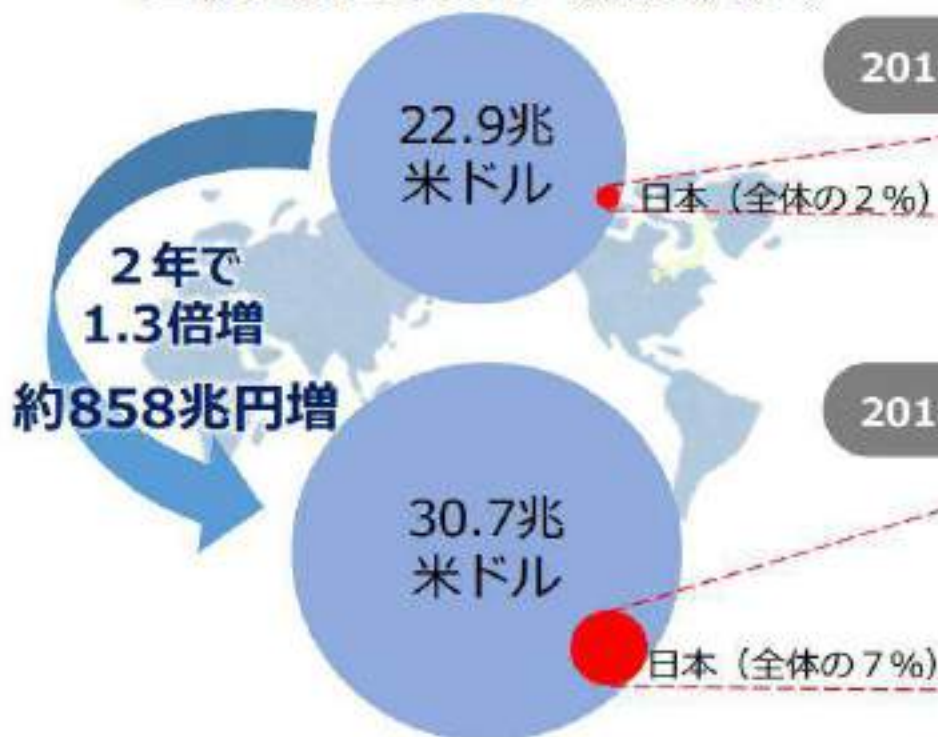 22.9兆
米ドル
201
日本（全体の２%）
２年で
1.3倍増
約858兆円増
201
30.7兆
米ドル
日本（全体の７%）